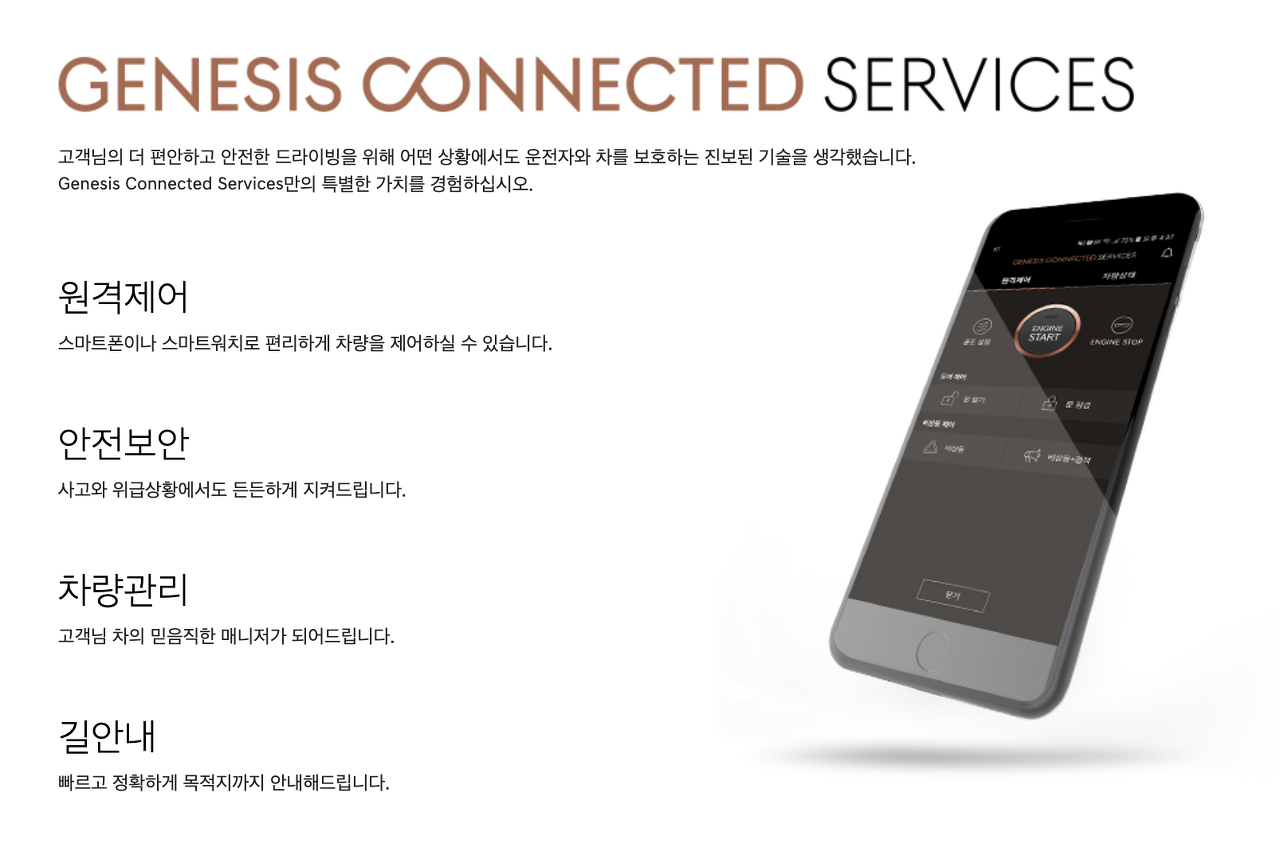 GENESIS CONNECTED SERVICES
고객님의 더 편안하고 안전한 드라이빙을 위해 어떤 상황에서도 운전자와 차를 보호하는 진보된 기술을 생각했습니다.
Genesis Connected Services만의 특별한 가치를 경험하십시오.
원격제어
스마트폰이나 스마트워치로 편리하게 차량을 제어하실 수 있습니다.
안전보안
사고와 위급상황에서도 든든하게 지켜드립니다.
차량관리
고객님 차의 믿음직한 매니저가 되어드립니다.
길안내
빠르고 정확하게 목적지까지 안내해드립니다.
72% 오후 4:37
GENESIS CONNECTED SERVICES
원격제어 차량상태
공조 설정 ENGINE START ENGINE STOP
도어 제어
문 열기 문 잠금
비상등 제어
비상등 비상등+경적
닫기